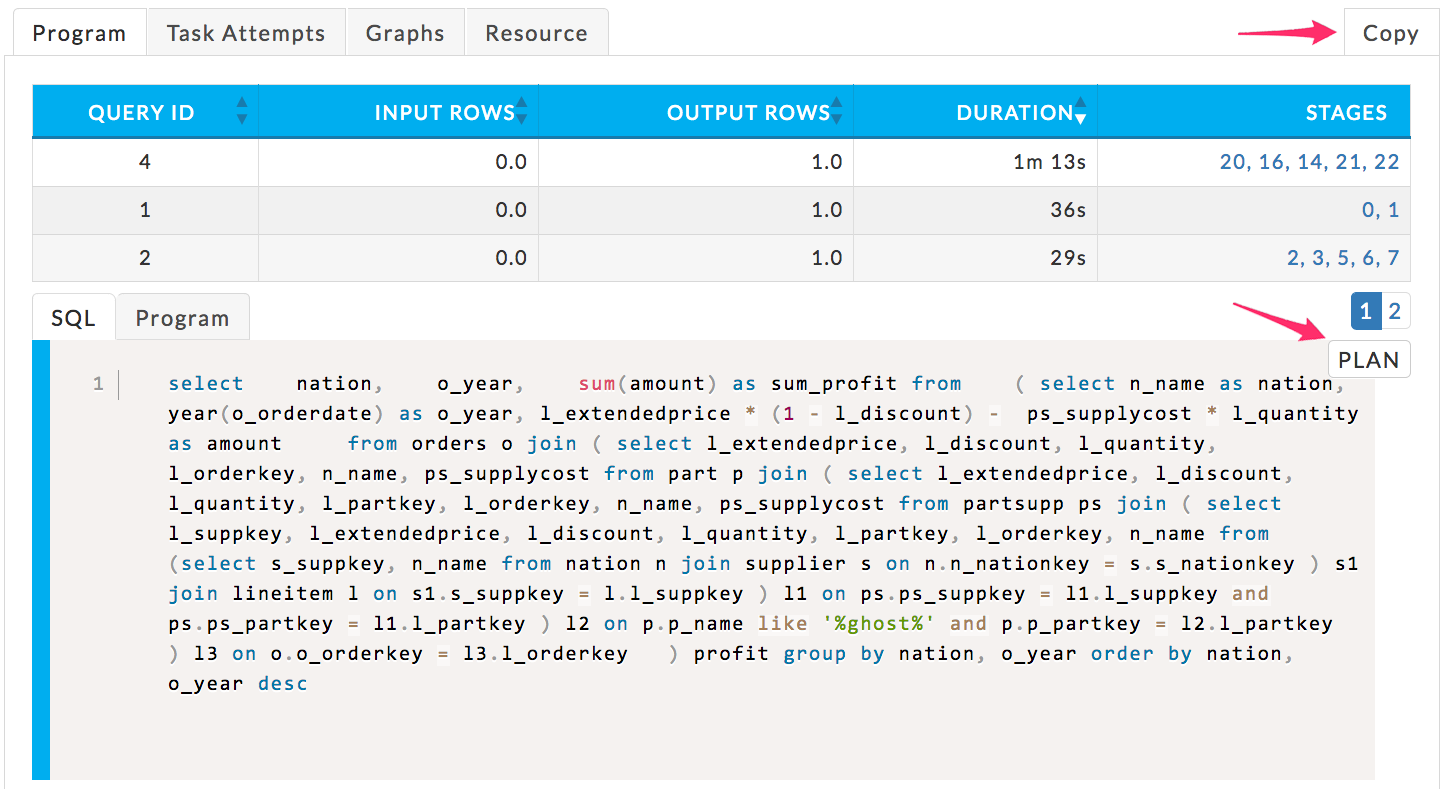 Program Task Attempts Graphs Resource Copy
QUERY ID INPUT ROWS OUTPUT ROWS DURATION STAGES
4 0.0 1.0 1m 13s 20, 16, 14, 21, 22
1 0.0 1.0 36s 0, 1
2 0.0 1.0 29s 2, 3, 5, 6, 7
SQL Program 1 2
PLAN
1 select    nation,    o_year,    sum(amount) as sum_profit from    ( select n_name as nation,
year(o_orderdate) as o_year, l_extendedprice * (1 - l_discount) -  ps_supplycost * l_quantity
as amount     from orders o join ( select l_extendedprice, l_discount, l_quantity,
l_orderkey, n_name, ps_supplycost from part p join ( select l_extendedprice, l_discount,
l_quantity, l_partkey, l_orderkey, n_name, ps_supplycost from partsupp ps join ( select
l_suppkey, l_extendedprice, l_discount, l_quantity, l_partkey, l_orderkey, n_name from
(select s_suppkey, n_name from nation n join supplier s on n.n_nationkey = s.s_nationkey ) s1
join lineitem l on s1.s_suppkey = l.l_suppkey ) l1 on ps.ps_suppkey = l1.l_suppkey and
ps.ps_partkey = l1.l_partkey ) l2 on p.p_name like '%ghost%' and p.p_partkey = l2.l_partkey
) l3 on o.o_orderkey = l3.l_orderkey   ) profit group by nation, o_year order by nation,
o_year desc